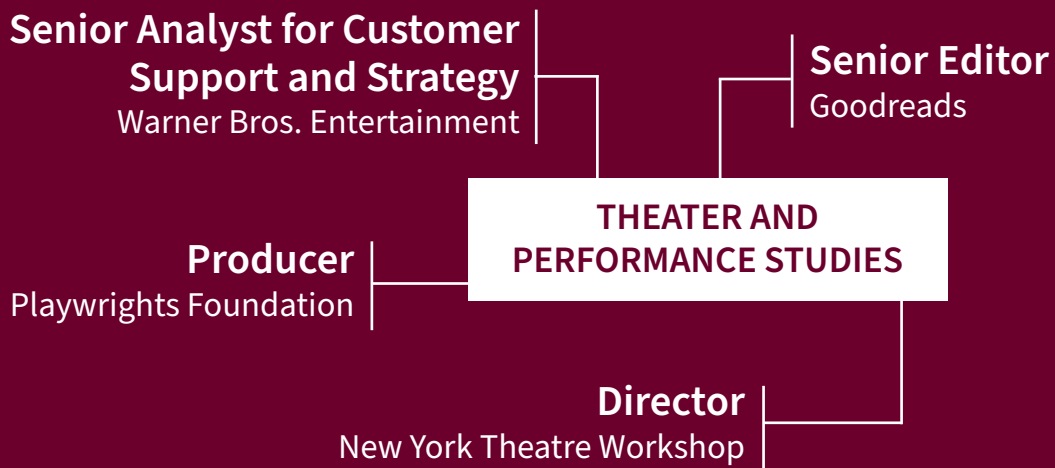 Senior Analyst for Customer
Support and Strategy
Warner Bros. Entertainment
Senior Editor
Goodreads
THEATER AND
PERFORMANCE STUDIES
Producer
Playwrights Foundation
Director
New York Theatre Workshop